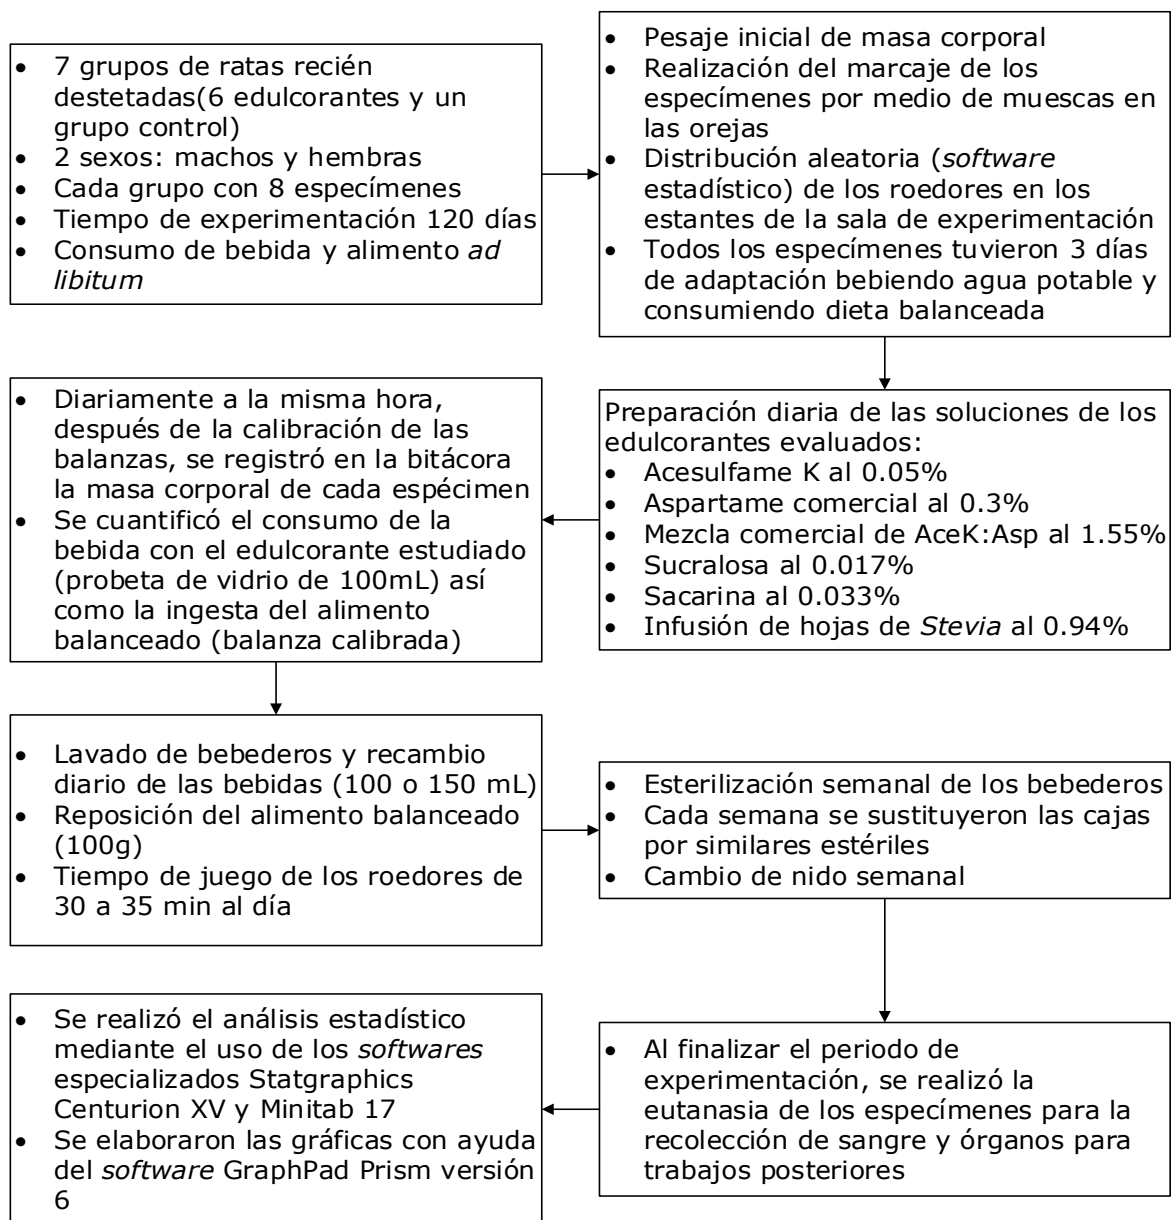 • 7 grupos de ratas recién
destetadas(6 edulcorantes y un
grupo control)
• 2 sexos: machos y hembras
• Cada grupo con 8 especímenes
• Tiempo de experimentación 120 días
• Consumo de bebida y alimento ad
libitum
• Pesaje inicial de masa corporal
• Realización del marcaje de los
especímenes por medio de muescas en
las orejas
• Distribución aleatoria (software
estadístico) de los roedores en los
estantes de la sala de experimentación
• Todos los especímenes tuvieron 3 días
de adaptación bebiendo agua potable y
consumiendo dieta balanceada
Preparación diaria de las soluciones de los
edulcorantes evaluados:
• Acesulfame K al 0.05%
• Aspartame comercial al 0.3%
• Mezcla comercial de AceK:Asp al 1.55%
• Sucralosa al 0.017%
• Sacarina al 0.033%
• Infusión de hojas de Stevia al 0.94%
• Diariamente a la misma hora,
después de la calibración de las
balanzas, se registró en la bitácora
la masa corporal de cada espécimen
• Se cuantificó el consumo de la
bebida con el edulcorante estudiado
(probeta de vidrio de 100mL) así
como la ingesta del alimento
balanceado (balanza calibrada)
• Lavado de bebederos y recambio
diario de las bebidas (100 o 150 mL)
• Reposición del alimento balanceado
(100g)
• Tiempo de juego de los roedores de
30 a 35 min al día
• Esterilización semanal de los bebederos
• Cada semana se sustituyeron las cajas
por similares estériles
• Cambio de nido semanal
• Al finalizar el periodo de
experimentación, se realizó la
eutanasia de los especímenes para la
recolección de sangre y órganos para
trabajos posteriores
• Se realizó el análisis estadístico
mediante el uso de los softwares
especializados Statgraphics
Centurion XV y Minitab 17
• Se elaboraron las gráficas con ayuda
del software GraphPad Prism versión
6